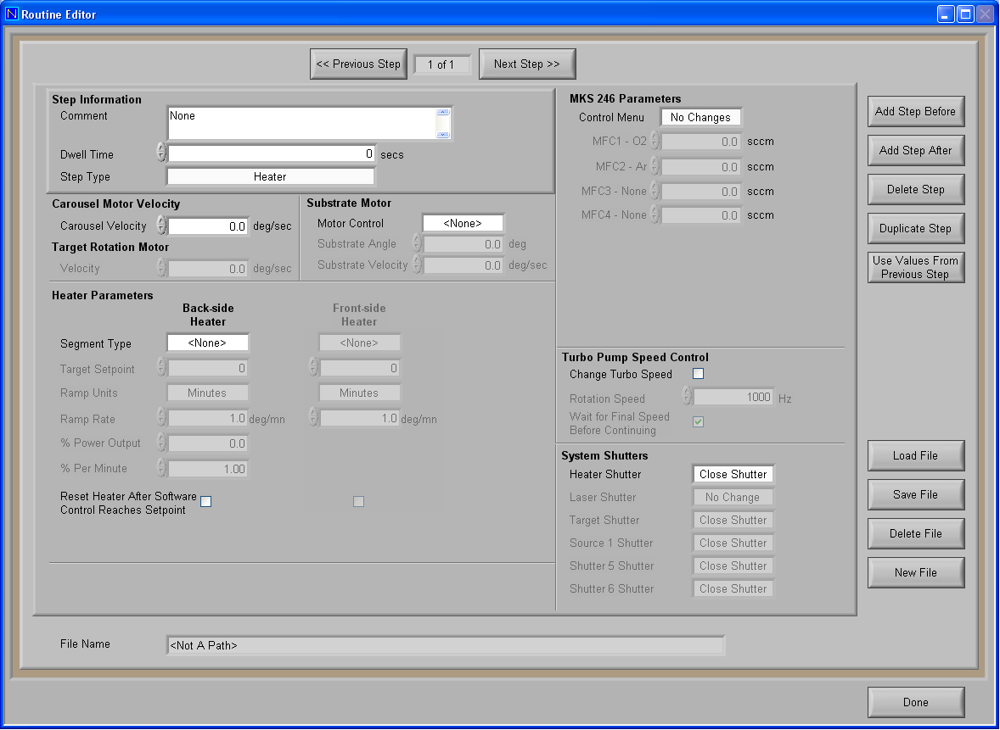 Routine Editor
<< Previous Step
1 of 1
Next Step >>
Step Information
Comment
None
Dwell Time
0
secs
Step Type
Heater
Carousel Motor Velocity
Carousel Velocity
0.0
deg/sec
Target Rotation Motor
Velocity
0.0
deg/sec
Substrate Motor
Motor Control
<None>
Substrate Angle
0.0
deg
Substrate Velocity
0.0
deg/sec
Heater Parameters
Back-side
Heater
Front-side
Heater
Segment Type
<None>
<None>
Target Setpoint
0
0
Ramp Units
Minutes
Minutes
Ramp Rate
1.0
deg/mn
1.0
deg/mn
% Power Output
0.0
% Per Minute
1.00
Reset Heater After Software
Control Reaches Setpoint
MKS 246 Parameters
Control Menu
No Changes
MFC1 - O2
0.0
sccm
MFC2 - Ar
0.0
sccm
MFC3 - None
0.0
sccm
MFC4 - None
0.0
sccm
Turbo Pump Speed Control
Change Turbo Speed
Rotation Speed
1000
Hz
Wait for Final Speed
Before Continuing
System Shutters
Heater Shutter
Close Shutter
Laser Shutter
No Change
Target Shutter
Close Shutter
Source 1 Shutter
Close Shutter
Shutter 5 Shutter
Close Shutter
Shutter 6 Shutter
Close Shutter
Add Step Before
Add Step After
Delete Step
Duplicate Step
Use Values From
Previous Step
Load File
Save File
Delete File
New File
File Name
<Not A Path>
Done